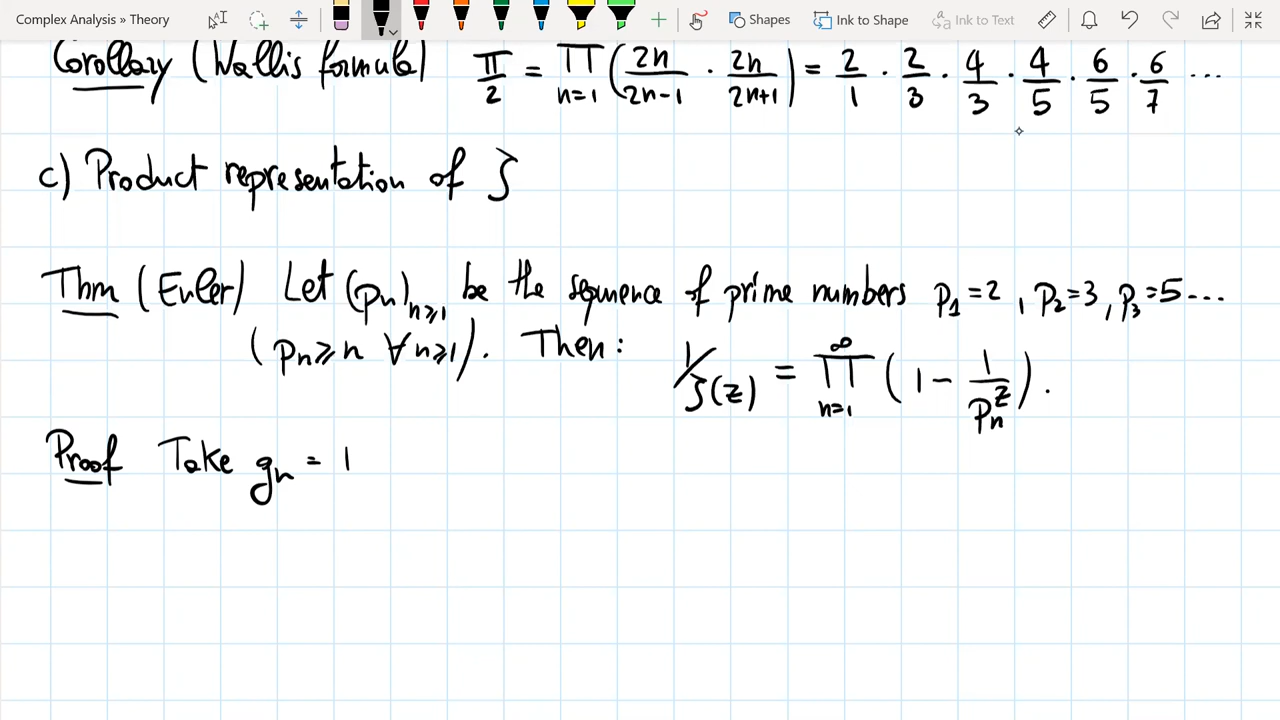 Complex Analysis » Theory
Shapes
Ink to Shape
Ink to Text
Corollary (Wallis formula) π/2 = ∏_{n=1} (2n/(2n-1) · 2n/(2n+1)) = 2/1 · 2/3 · 4/3 · 4/5 · 6/5 · 6/7 ...
c) Product representation of ζ
Thm (Euler) Let (pn)_{n≥1} be the sequence of prime numbers p1=2, p2=3, p3=5...
(pn ≥ n ∀n≥1). Then: 1/ζ(z) = ∏_{n=1}^{∞} (1 - 1/pn^z).
Proof Take gn = 1